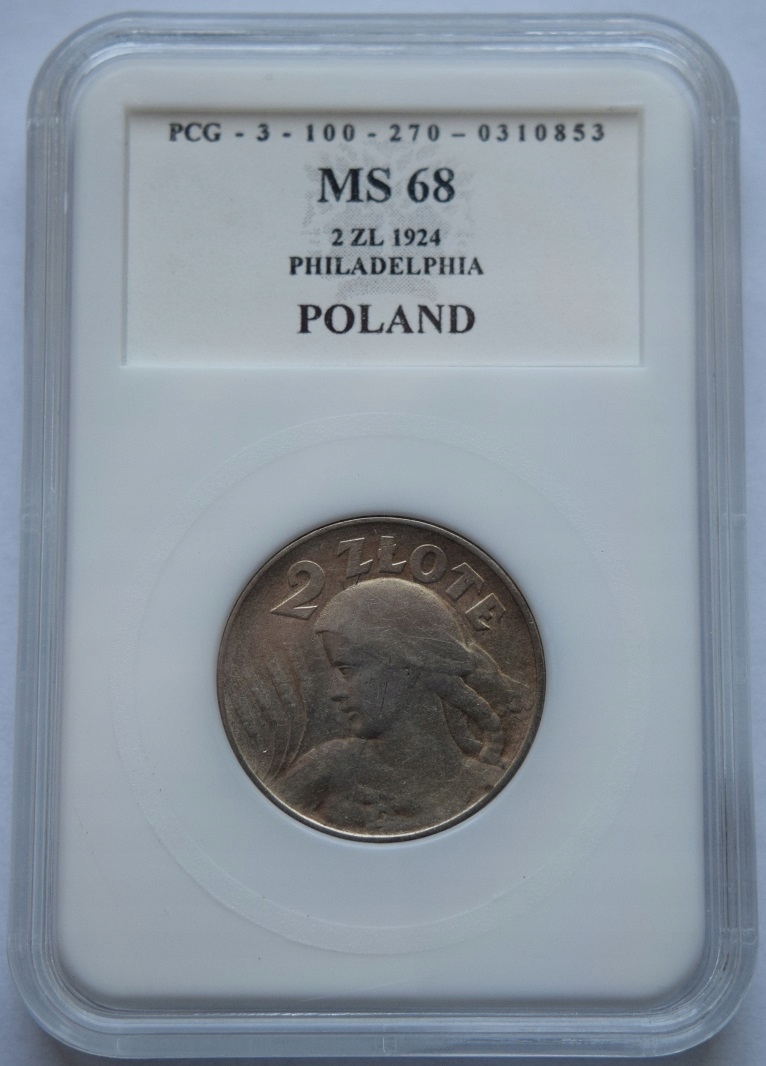 PCG - 3 - 100 - 270 - 0310853
MS 68
2 ZL 1924
PHILADELPHIA
POLAND
2 ZŁOTE